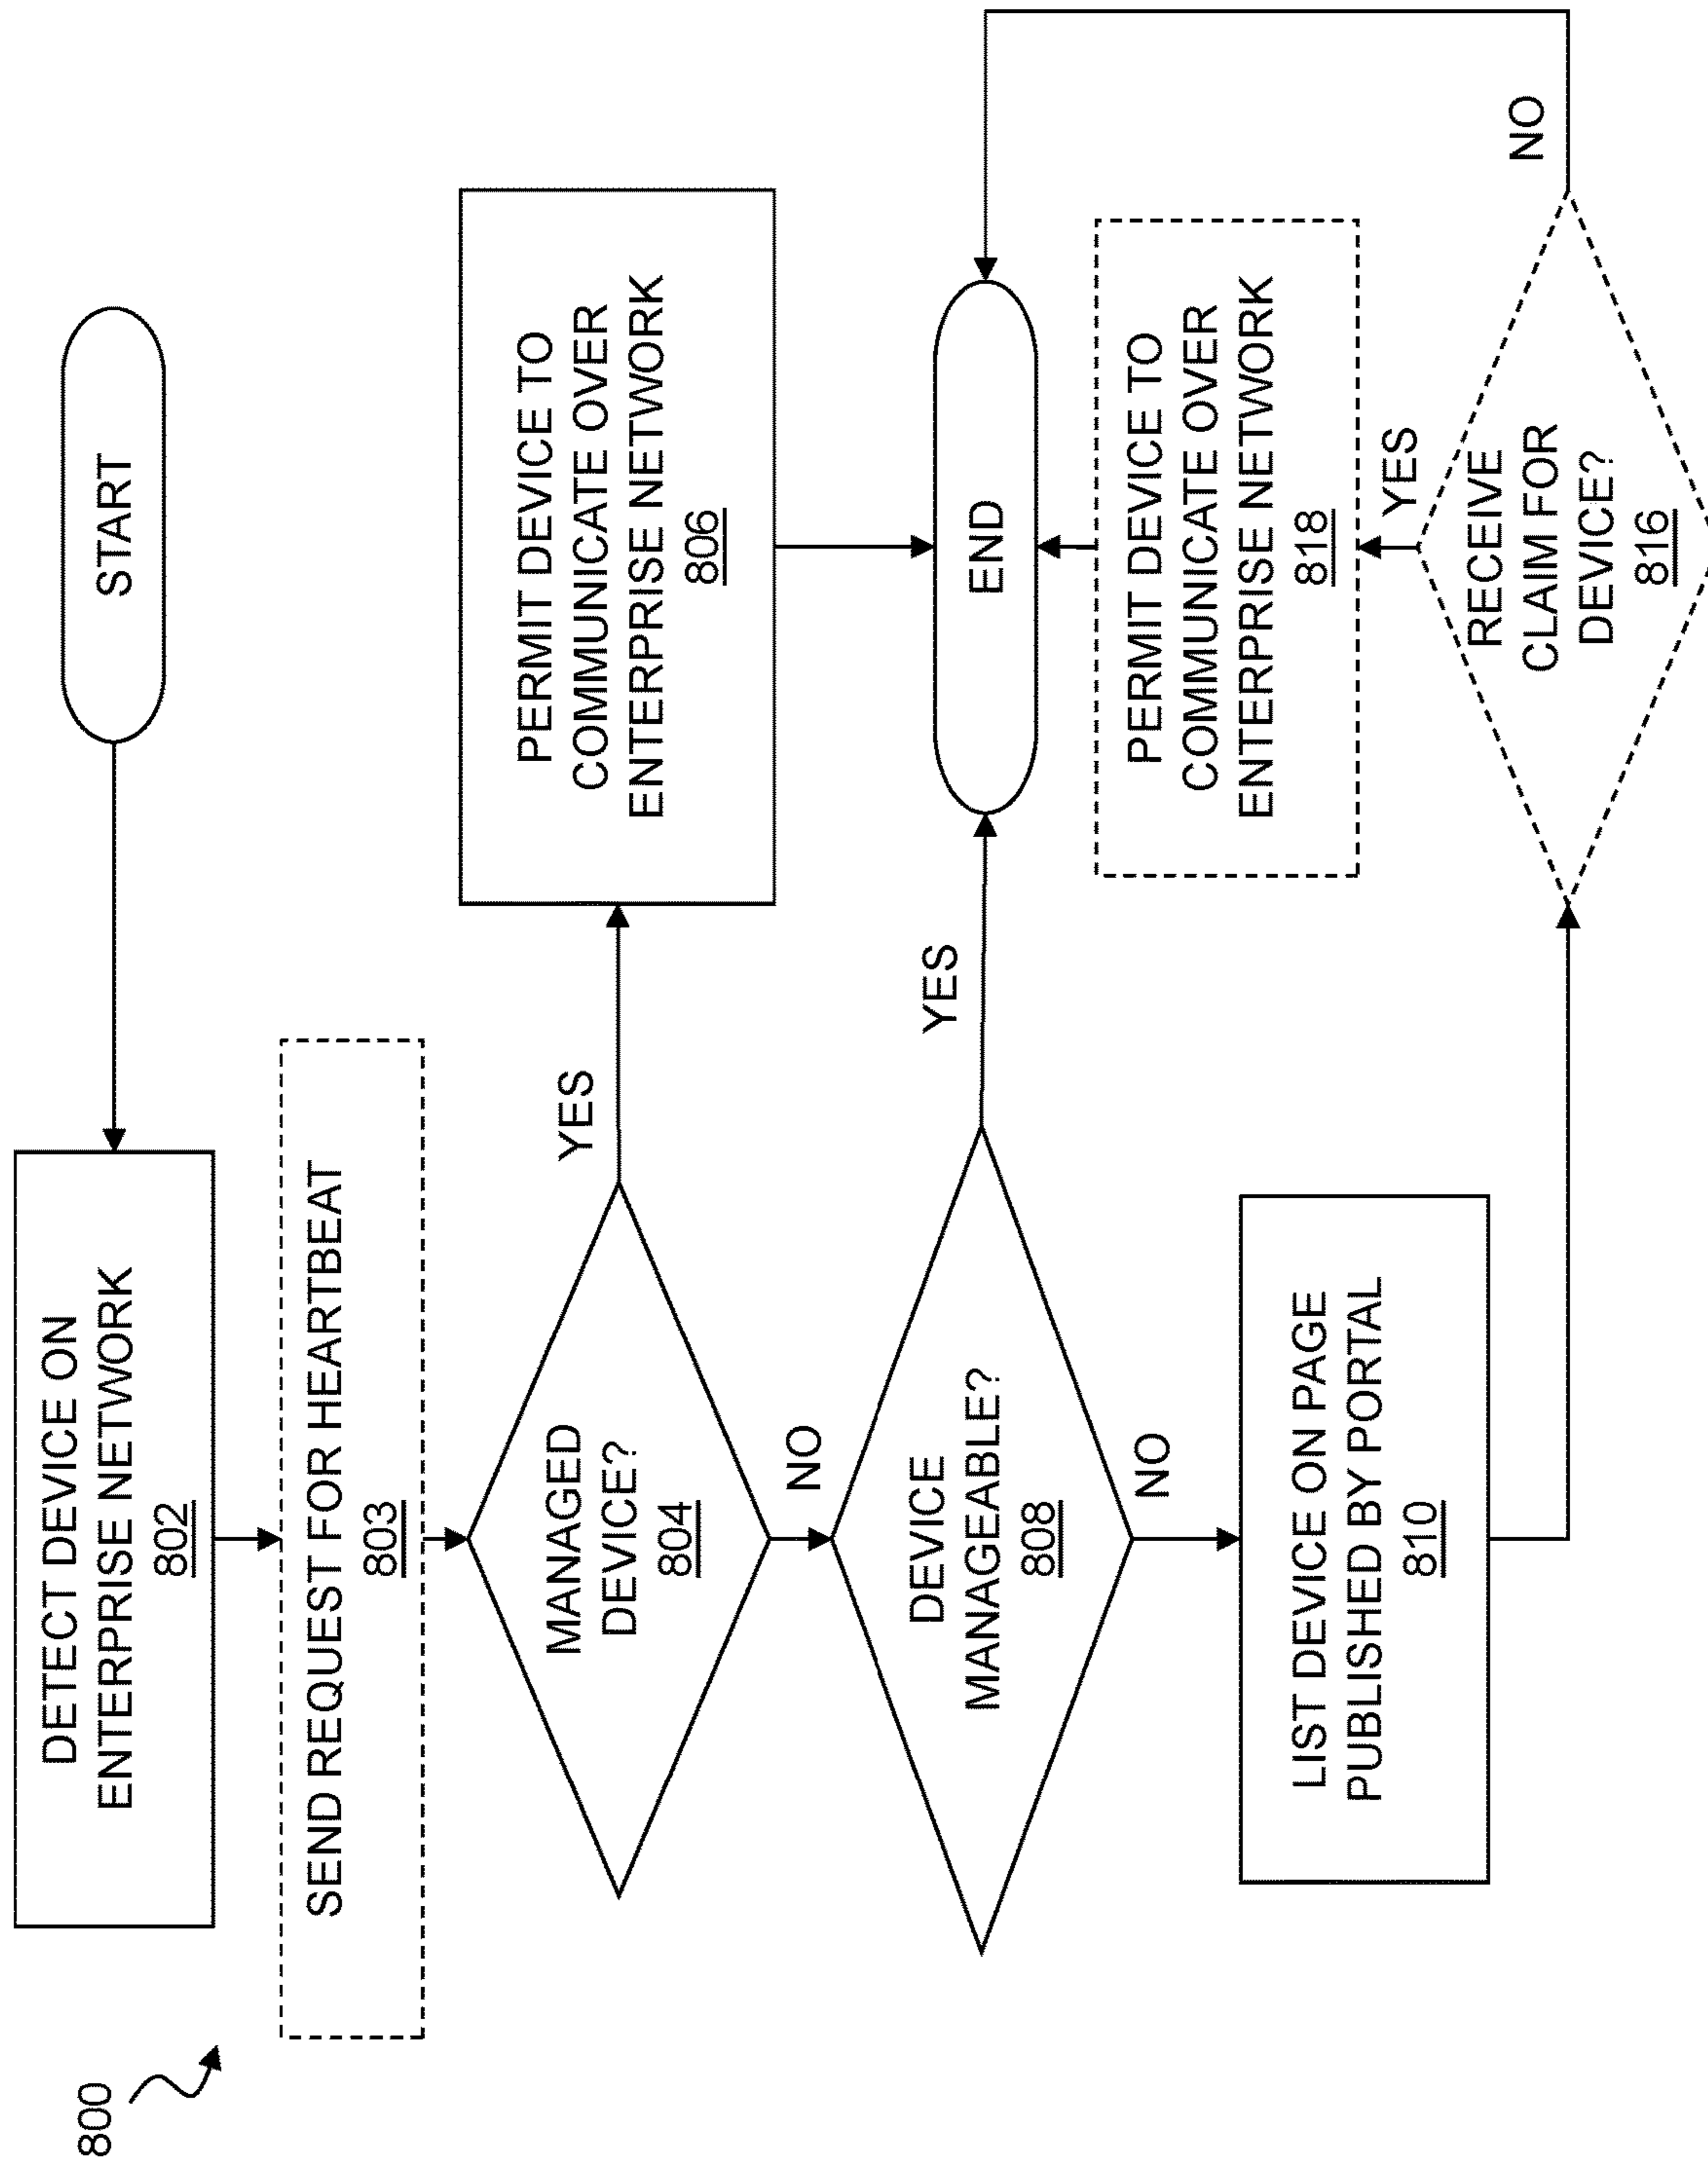 800
START
DETECT DEVICE ON
ENTERPRISE NETWORK
802
SEND REQUEST FOR HEARTBEAT
803
MANAGED
DEVICE?
804
YES
PERMIT DEVICE TO
COMMUNICATE OVER
ENTERPRISE NETWORK
806
NO
DEVICE
MANAGEABLE?
808
YES
END
NO
LIST DEVICE ON PAGE
PUBLISHED BY PORTAL
810
PERMIT DEVICE TO
COMMUNICATE OVER
ENTERPRISE NETWORK
818
YES
RECEIVE
CLAIM FOR
DEVICE?
816
NO